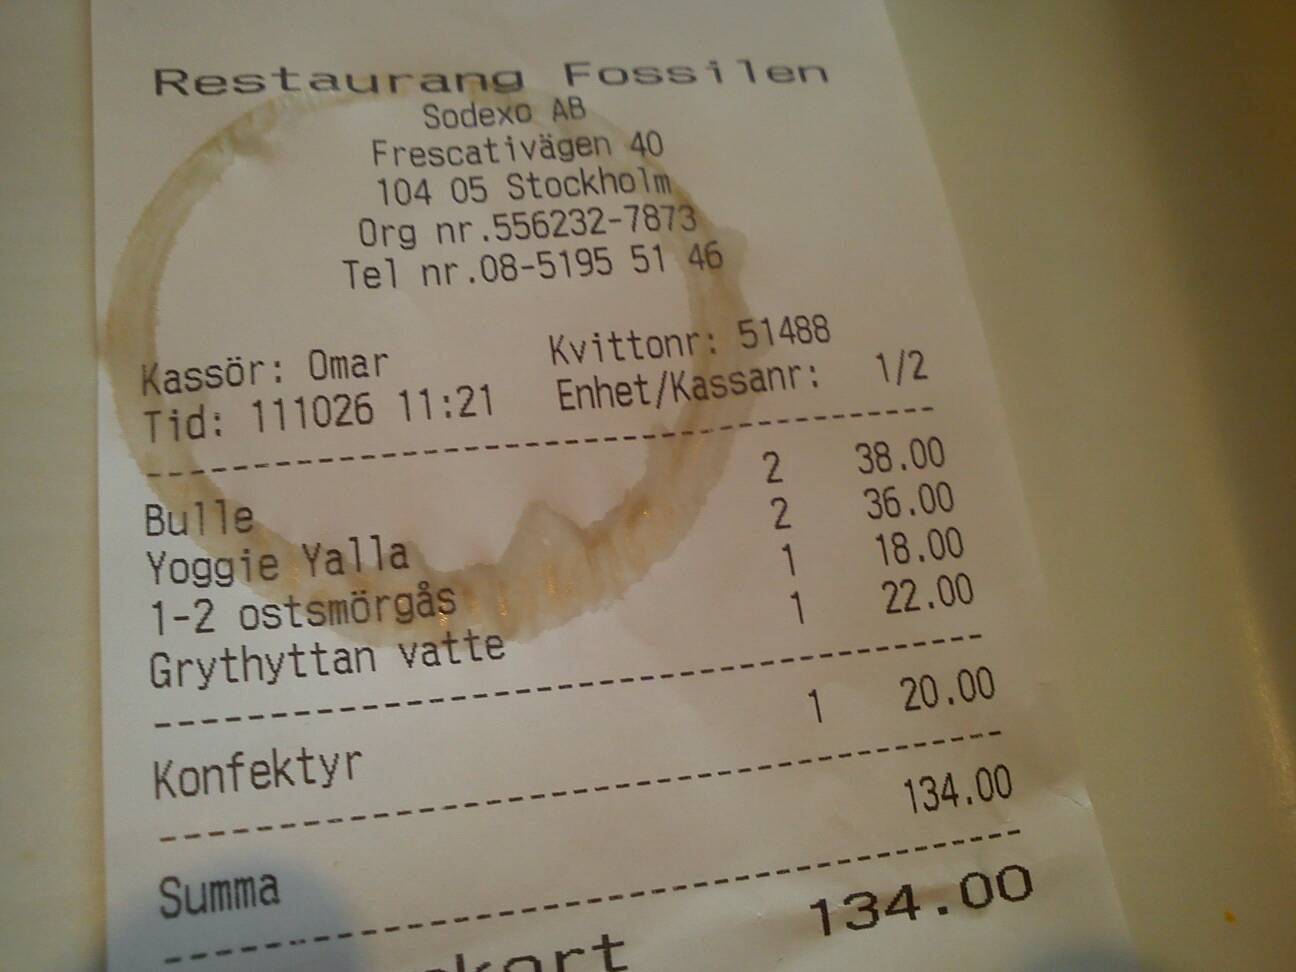 Restaurang Fossilen
Sodexo AB
Frescativägen 40
104 05 Stockholm
Org nr.556232-7873
Tel nr.08-5195 51 46
Kassör: Omar Kvittonr: 51488
Tid: 111026 11:21 Enhet/Kassanr: 1/2
Bulle 2 38.00
Yoggie Yalla 2 36.00
1-2 ostsmörgås 1 18.00
Grythyttan vatte 1 22.00
Konfektyr 1 20.00
Summa 134.00
134.00